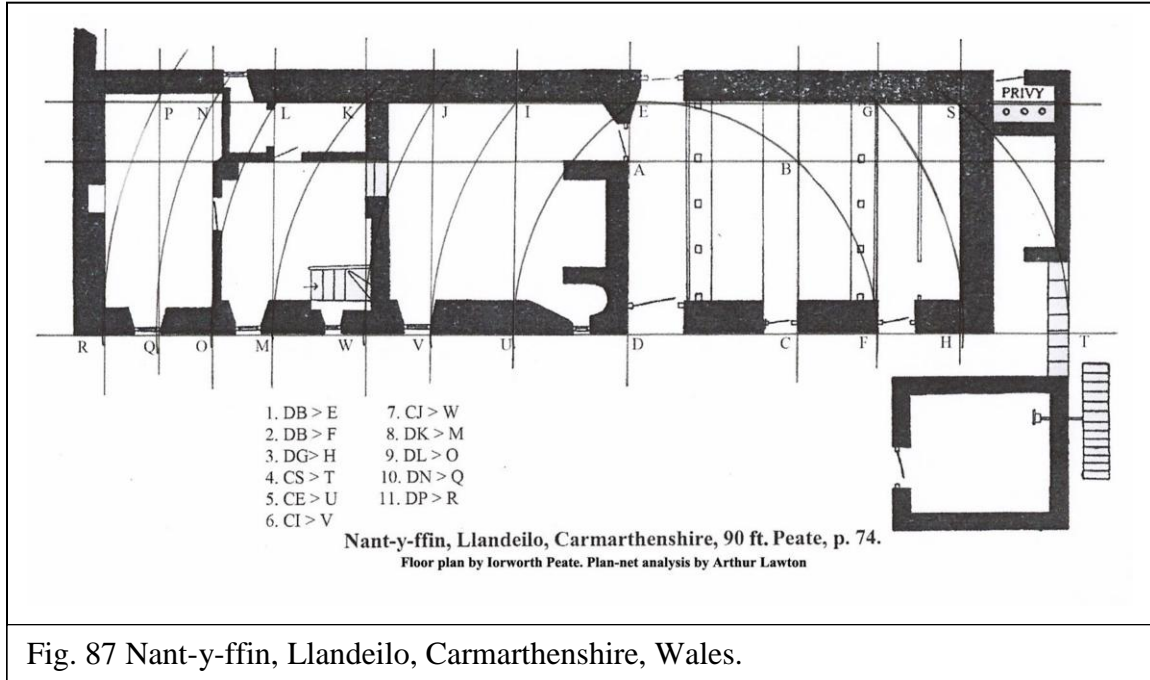 P N L K J I E G S PRIVY
A B
R Q O M W V U D C F H T
1. DB > E 7. CJ > W
2. DB > F 8. DK > M
3. DG> H 9. DL > O
4. CS > T 10. DN > Q
5. CE > U 11. DP > R
6. CI > V
Nant-y-ffin, Llandeilo, Carmarthenshire, 90 ft. Peate, p. 74.
Floor plan by Iorworth Peate. Plan-net analysis by Arthur Lawton
Fig. 87 Nant-y-ffin, Llandeilo, Carmarthenshire, Wales.